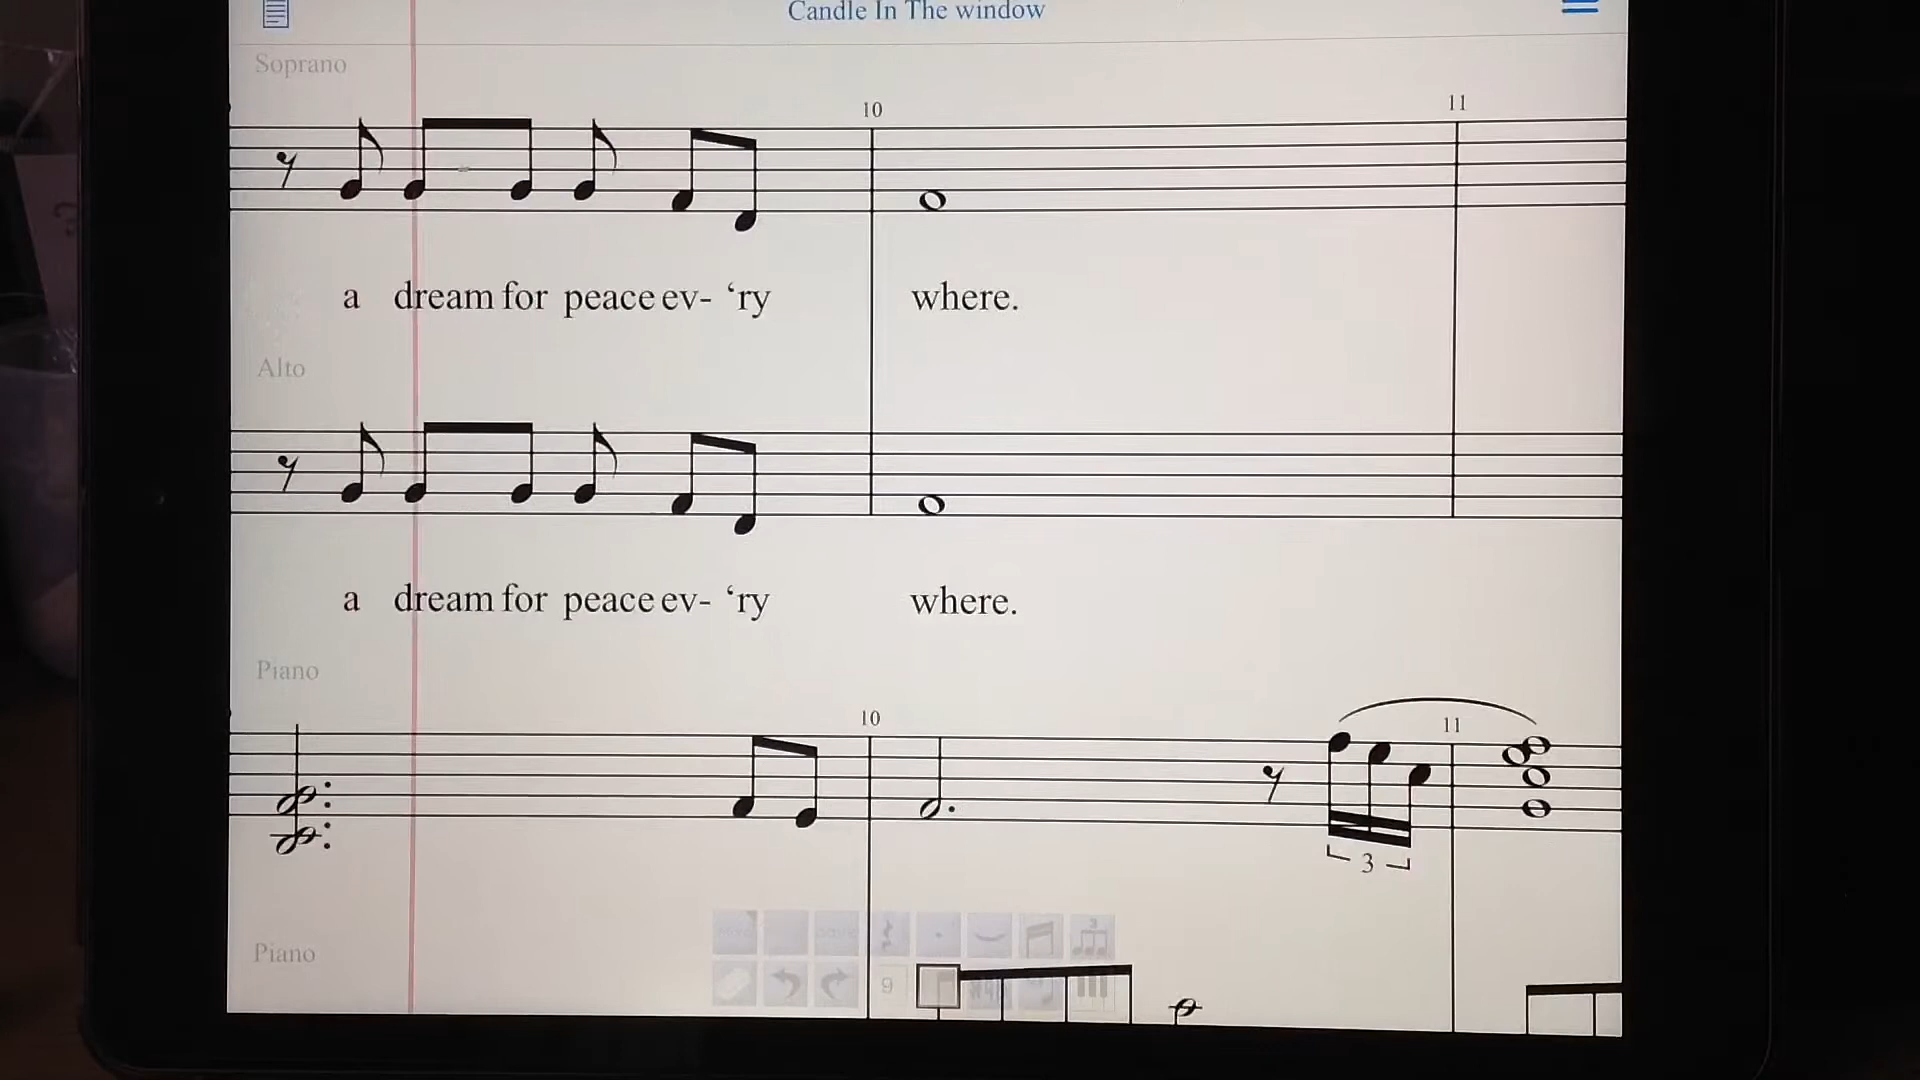 Candle In The window
Soprano
10 11
a dream for peace ev- ‘ry where.
Alto
a dream for peace ev- ‘ry where.
Piano
10 11
3
Piano
3
9